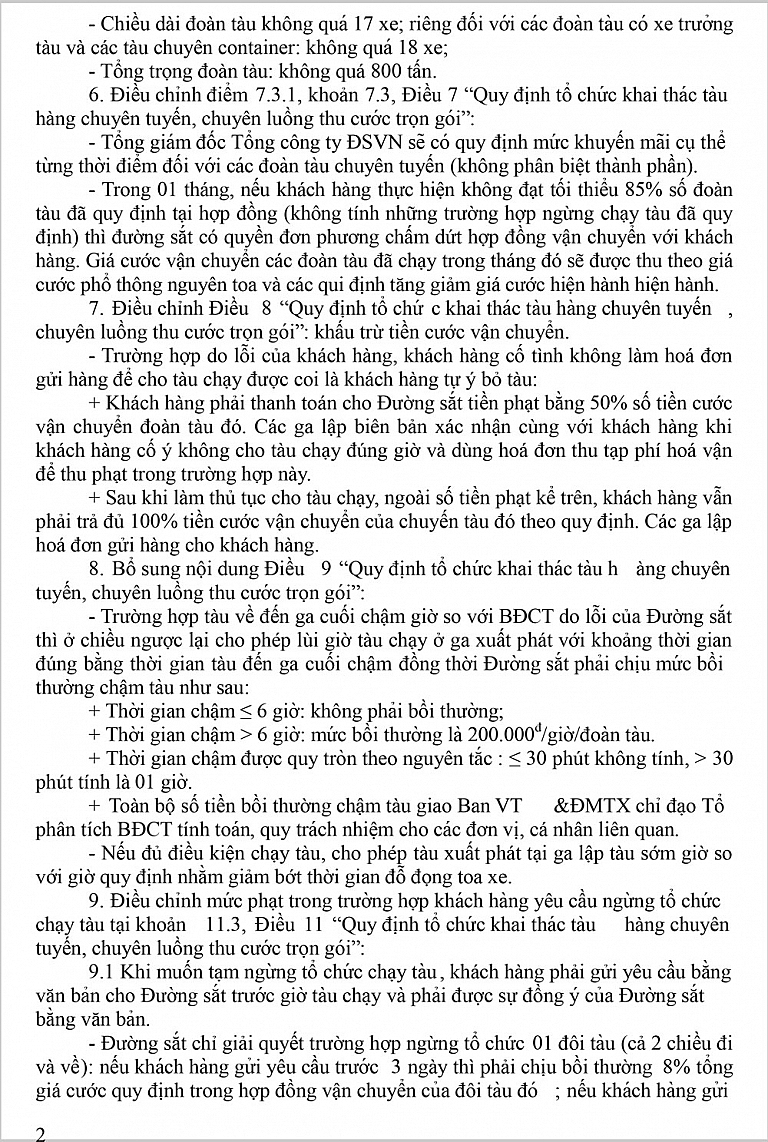 - Chiều dài đoàn tàu không quá 17 xe; riêng đối với các đoàn tàu có xe trưởng
tàu và các tàu chuyên container: không quá 18 xe;
- Tổng trọng đoàn tàu: không quá 800 tấn.
6. Điều chỉnh điểm 7.3.1, khoản 7.3, Điều 7 “Quy định tổ chức khai thác tàu
hàng chuyên tuyến, chuyên luồng thu cước trọn gói”:
- Tổng giám đốc Tổng công ty ĐSVN sẽ có quy định mức khuyến mãi cụ thể
từng thời điểm đối với các đoàn tàu chuyên tuyến (không phân biệt thành phần).
- Trong 01 tháng, nếu khách hàng thực hiện không đạt tối thiểu 85% số đoàn
tàu đã quy định tại hợp đồng (không tính những trường hợp ngừng chạy tàu đã quy
định) thì đường sắt có quyền đơn phương chấm dứt hợp đồng vận chuyển với khách
hàng. Giá cước vận chuyển các đoàn tàu đã chạy trong tháng đó sẽ được thu theo giá
cước phổ thông nguyên toa và các qui định tăng giảm giá cước hiện hành hiện hành.
7. Điều chỉnh Điều 8 “Quy định tổ chứ c khai thác tàu hàng chuyên tuyến ,
chuyên luồng thu cước trọn gói”: khấu trừ tiền cước vận chuyển.
- Trường hợp do lỗi của khách hàng, khách hàng cố tình không làm hoá đơn
gửi hàng để cho tàu chạy được coi là khách hàng tự ý bỏ tàu:
+ Khách hàng phải thanh toán cho Đường sắt tiền phạt bằng 50% số tiền cước
vận chuyển đoàn tàu đó. Các ga lập biên bản xác nhận cùng với khách hàng khi
khách hàng cố ý không cho tàu chạy đúng giờ và dùng hoá đơn thu tạp phí hoá vận
để thu phạt trong trường hợp này.
+ Sau khi làm thủ tục cho tàu chạy, ngoài số tiền phạt kể trên, khách hàng vẫn
phải trả đủ 100% tiền cước vận chuyển của chuyến tàu đó theo quy định. Các ga lập
hoá đơn gửi hàng cho khách hàng.
8. Bổ sung nội dung Điều 9 “Quy định tổ chức khai thác tàu h àng chuyên
tuyến, chuyên luồng thu cước trọn gói”:
- Trường hợp tàu về đến ga cuối chậm giờ so với BĐCT do lỗi của Đường sắt
thì ở chiều ngược lại cho phép lùi giờ tàu chạy ở ga xuất phát với khoảng thời gian
đúng bằng thời gian tàu đến ga cuối chậm đồng thời Đường sắt phải chịu mức bồi
thường chậm tàu như sau:
+ Thời gian chậm ≤ 6 giờ: không phải bồi thường;
+ Thời gian chậm > 6 giờ: mức bồi thường là 200.000đ/giờ/đoàn tàu.
+ Thời gian chậm được quy tròn theo nguyên tắc : ≤ 30 phút không tính, > 30
phút tính là 01 giờ.
+ Toàn bộ số tiền bồi thường chậm tàu giao Ban VT &ĐMTX chỉ đạo Tổ
phân tích BĐCT tính toán, quy trách nhiệm cho các đơn vị, cá nhân liên quan.
- Nếu đủ điều kiện chạy tàu, cho phép tàu xuất phát tại ga lập tàu sớm giờ so
với giờ quy định nhằm giảm bớt thời gian đỗ đọng toa xe.
9. Điều chỉnh mức phạt trong trường hợp khách hàng yêu cầu ngừng tổ chức
chạy tàu tại khoản 11.3, Điều 11 “Quy định tổ chức khai thác tàu hàng chuyên
tuyến, chuyên luồng thu cước trọn gói”:
9.1 Khi muốn tạm ngừng tổ chức chạy tàu, khách hàng phải gửi yêu cầu bằng
văn bản cho Đường sắt trước giờ tàu chạy và phải được sự đồng ý của Đường sắt
bằng văn bản.
- Đường sắt chỉ giải quyết trường hợp ngừng tổ chức 01 đôi tàu (cả 2 chiều đi
và về): nếu khách hàng gửi yêu cầu trước 3 ngày thì phải chịu bồi thường 8% tổng
giá cước quy định trong hợp đồng vận chuyển của đôi tàu đó ; nếu khách hàng gửi
2